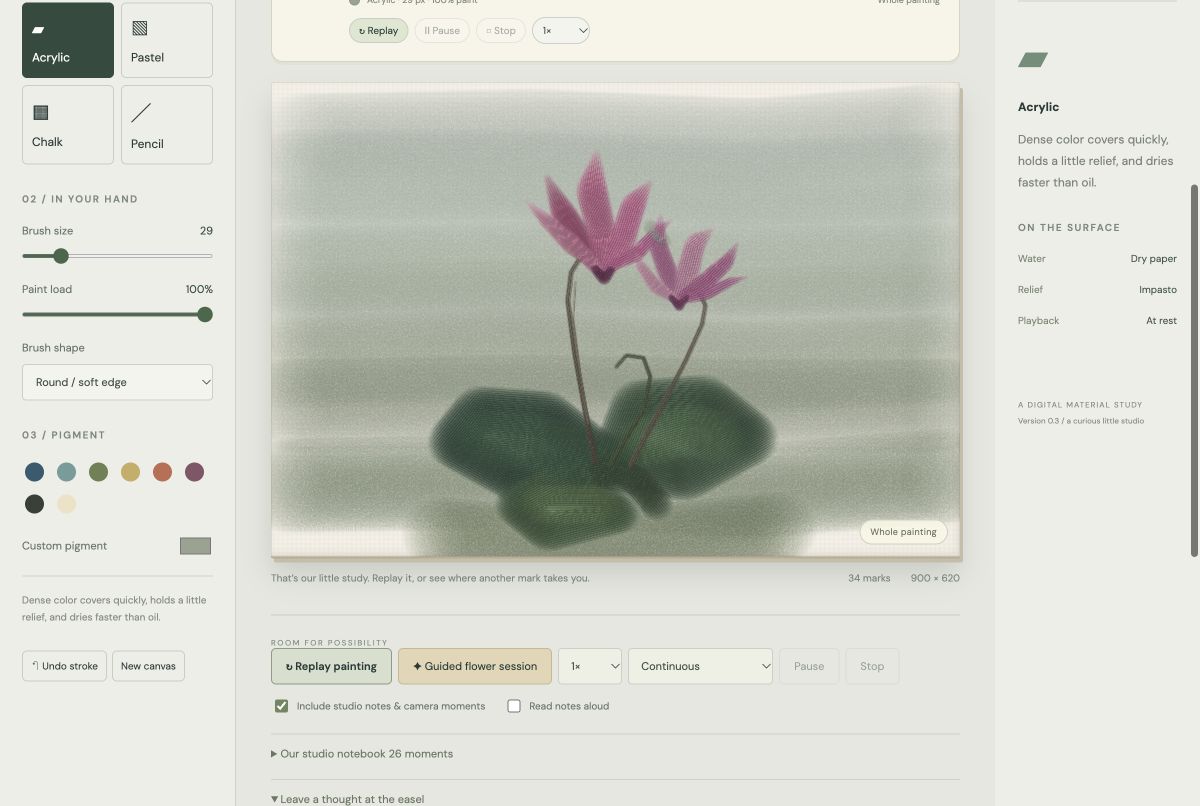 Acrylic
Pastel
Chalk
Pencil
02 / IN YOUR HAND
Brush size 29
Paint load 100%
Brush shape
Round / soft edge
03 / PIGMENT
Custom pigment
Dense color covers quickly, holds a little
relief, and dries faster than oil.
Undo stroke New canvas
Acrylic · 29 px · 100% paint Whole painting
↻ Replay II Pause □ Stop 1×
Whole painting
That's our little study. Replay it, or see where another mark takes you. 34 marks 900 × 620
ROOM FOR POSSIBILITY
↻ Replay painting ✦ Guided flower session 1× Continuous Pause Stop
Include studio notes & camera moments Read notes aloud
Our studio notebook 26 moments
Leave a thought at the easel
Acrylic
Dense color covers quickly,
holds a little relief, and dries
faster than oil.
ON THE SURFACE
Water Dry paper
Relief Impasto
Playback At rest
A DIGITAL MATERIAL STUDY
Version 0.3 / a curious little studio